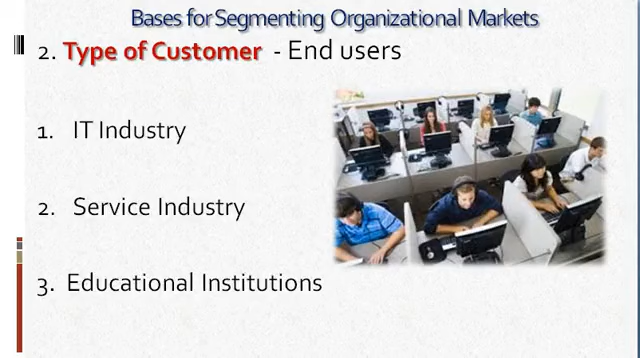 Bases for Segmenting Organizational Markets
2. Type of Customer - End users
1. IT Industry
2. Service Industry
3. Educational Institutions